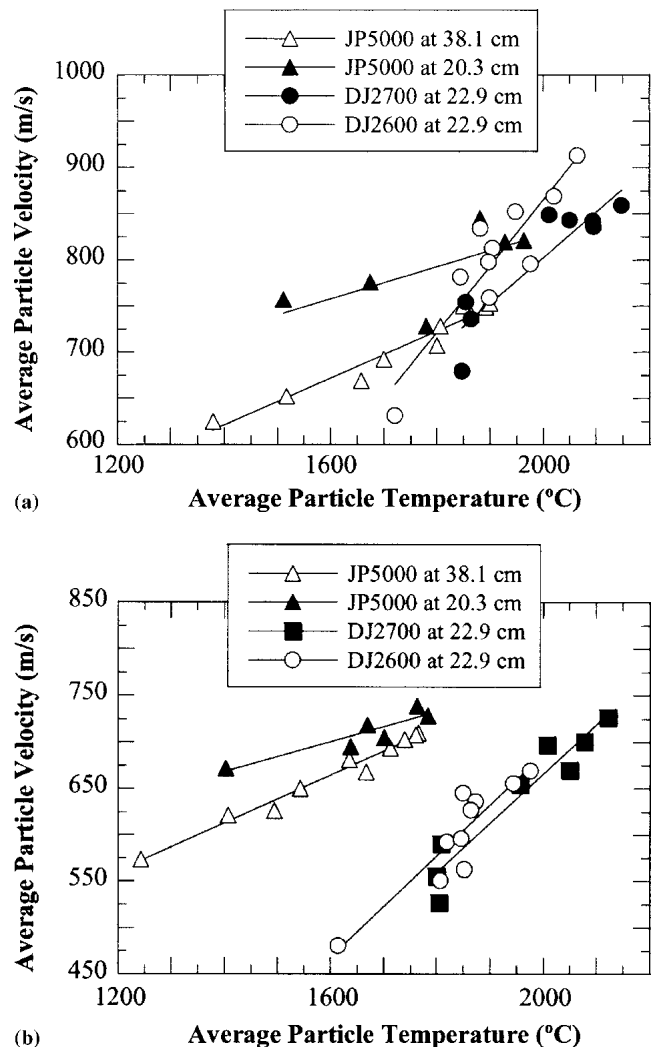 JP5000 at 38.1 cm
JP5000 at 20.3 cm
DJ2700 at 22.9 cm
DJ2600 at 22.9 cm
1000
900
800
700
600
Average Particle Velocity (m/s)
1200 1600 2000
(a) Average Particle Temperature (ºC)
JP5000 at 38.1 cm
JP5000 at 20.3 cm
DJ2700 at 22.9 cm
DJ2600 at 22.9 cm
850
750
650
550
450
Average Particle Velocity (m/s)
1200 1600 2000
(b) Average Particle Temperature (ºC)